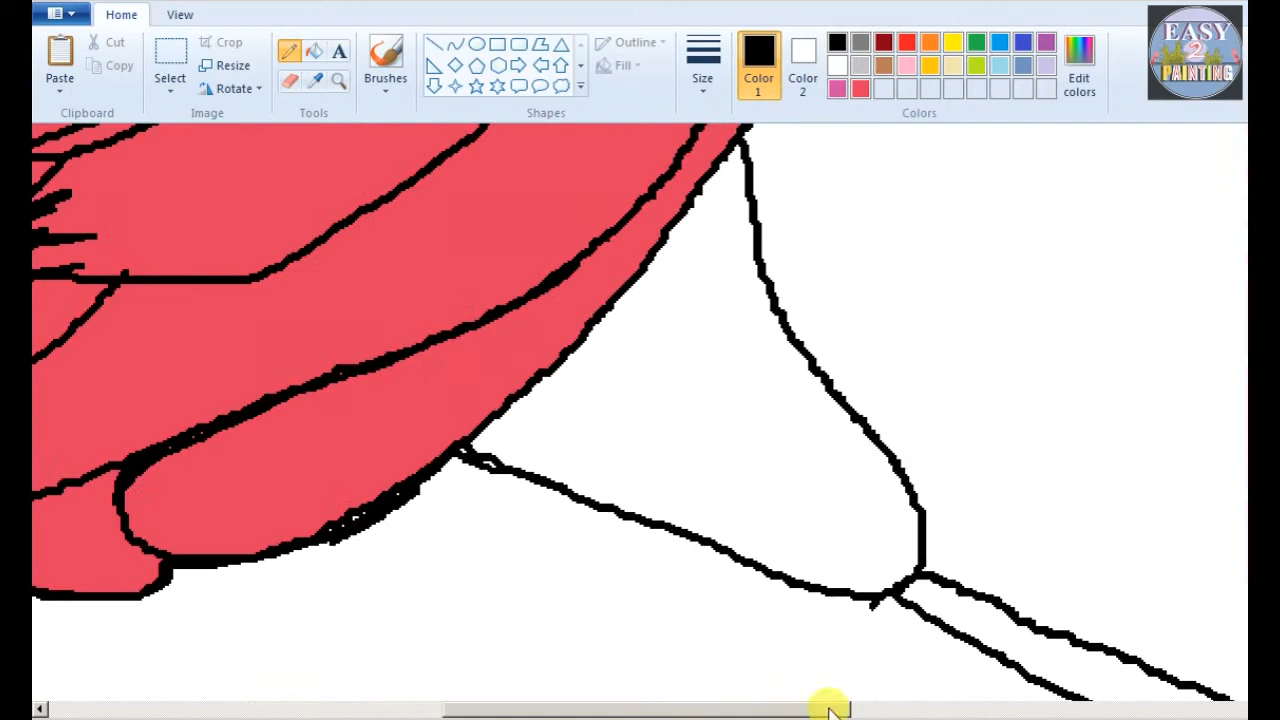 Home View
Paste
Cut
Copy
Clipboard
Select
Crop
Resize
Rotate
Image
A
Tools
Brushes
Outline
Fill
Shapes
Size
Color
1
Color
2
Edit
colors
Colors
EASY
2
PAINTING